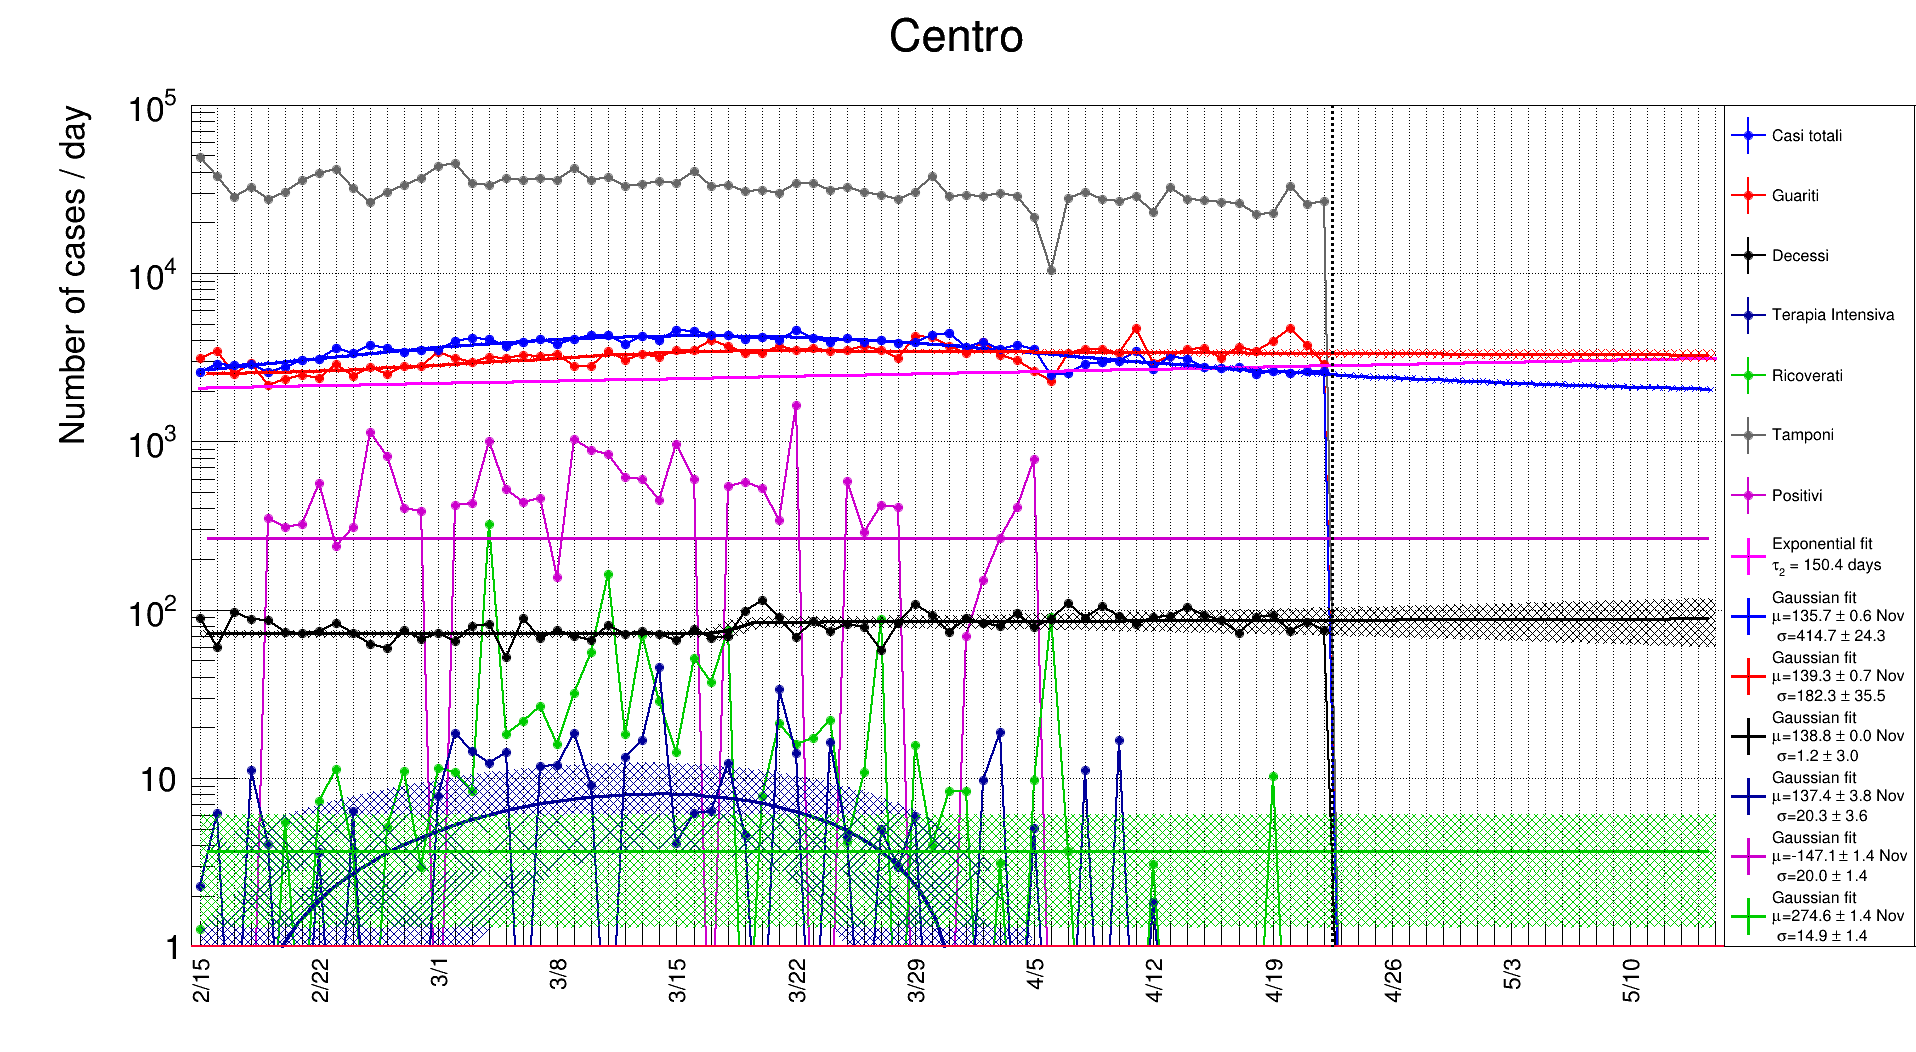 Centro
Number of cases / day
10^5
10^4
10^3
10^2
10
1
2/15
2/22
3/1
3/8
3/15
3/22
3/29
4/5
4/12
4/19
4/26
5/3
5/10
Casi totali
Guariti
Decessi
Terapia Intensiva
Ricoverati
Tamponi
Positivi
Exponential fit
τ₂ = 150.4 days
Gaussian fit
μ=135.7 ± 0.6 Nov
σ=414.7 ± 24.3
Gaussian fit
μ=139.3 ± 0.7 Nov
σ=182.3 ± 35.5
Gaussian fit
μ=138.8 ± 0.0 Nov
σ=1.2 ± 3.0
Gaussian fit
μ=137.4 ± 3.8 Nov
σ=20.3 ± 3.6
Gaussian fit
μ=-147.1 ± 1.4 Nov
σ=20.0 ± 1.4
Gaussian fit
μ=274.6 ± 1.4 Nov
σ=14.9 ± 1.4